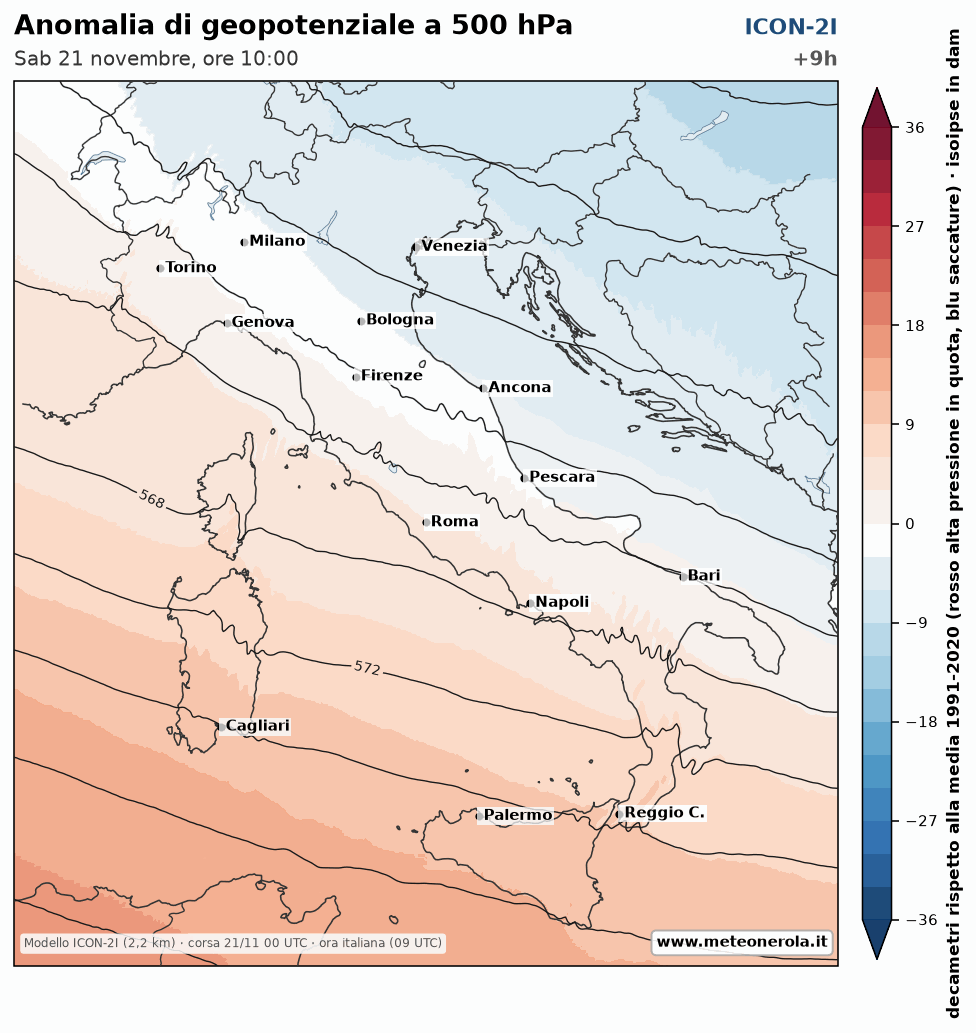 Anomalia di geopotenziale a 500 hPa
ICON-2I
Sab 21 novembre, ore 10:00
+9h
Milano
Venezia
Torino
Genova
Bologna
Firenze
Ancona
Pescara
568
Roma
Bari
Napoli
572
Cagliari
Palermo
Reggio C.
Modello ICON-2I (2,2 km) · corsa 21/11 00 UTC · ora italiana (09 UTC)
www.meteonerola.it
36
27
18
9
0
−9
−18
−27
−36
decametri rispetto alla media 1991-2020 (rosso alta pressione in quota, blu saccatura) · isoipse in dam